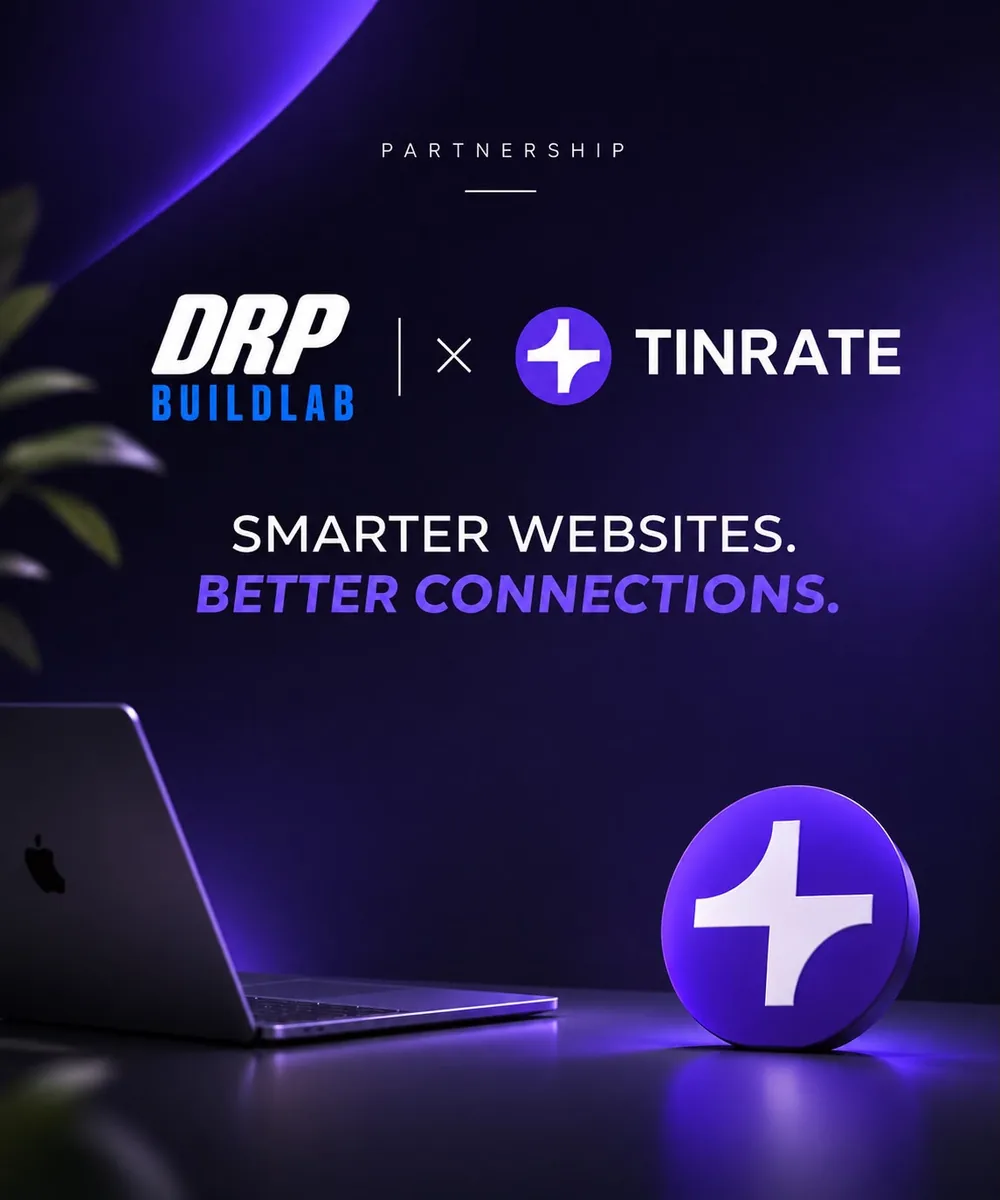 PARTNERSHIP
DRP
BUILDLAB
TINRATE
SMARTER WEBSITES.
BETTER CONNECTIONS.